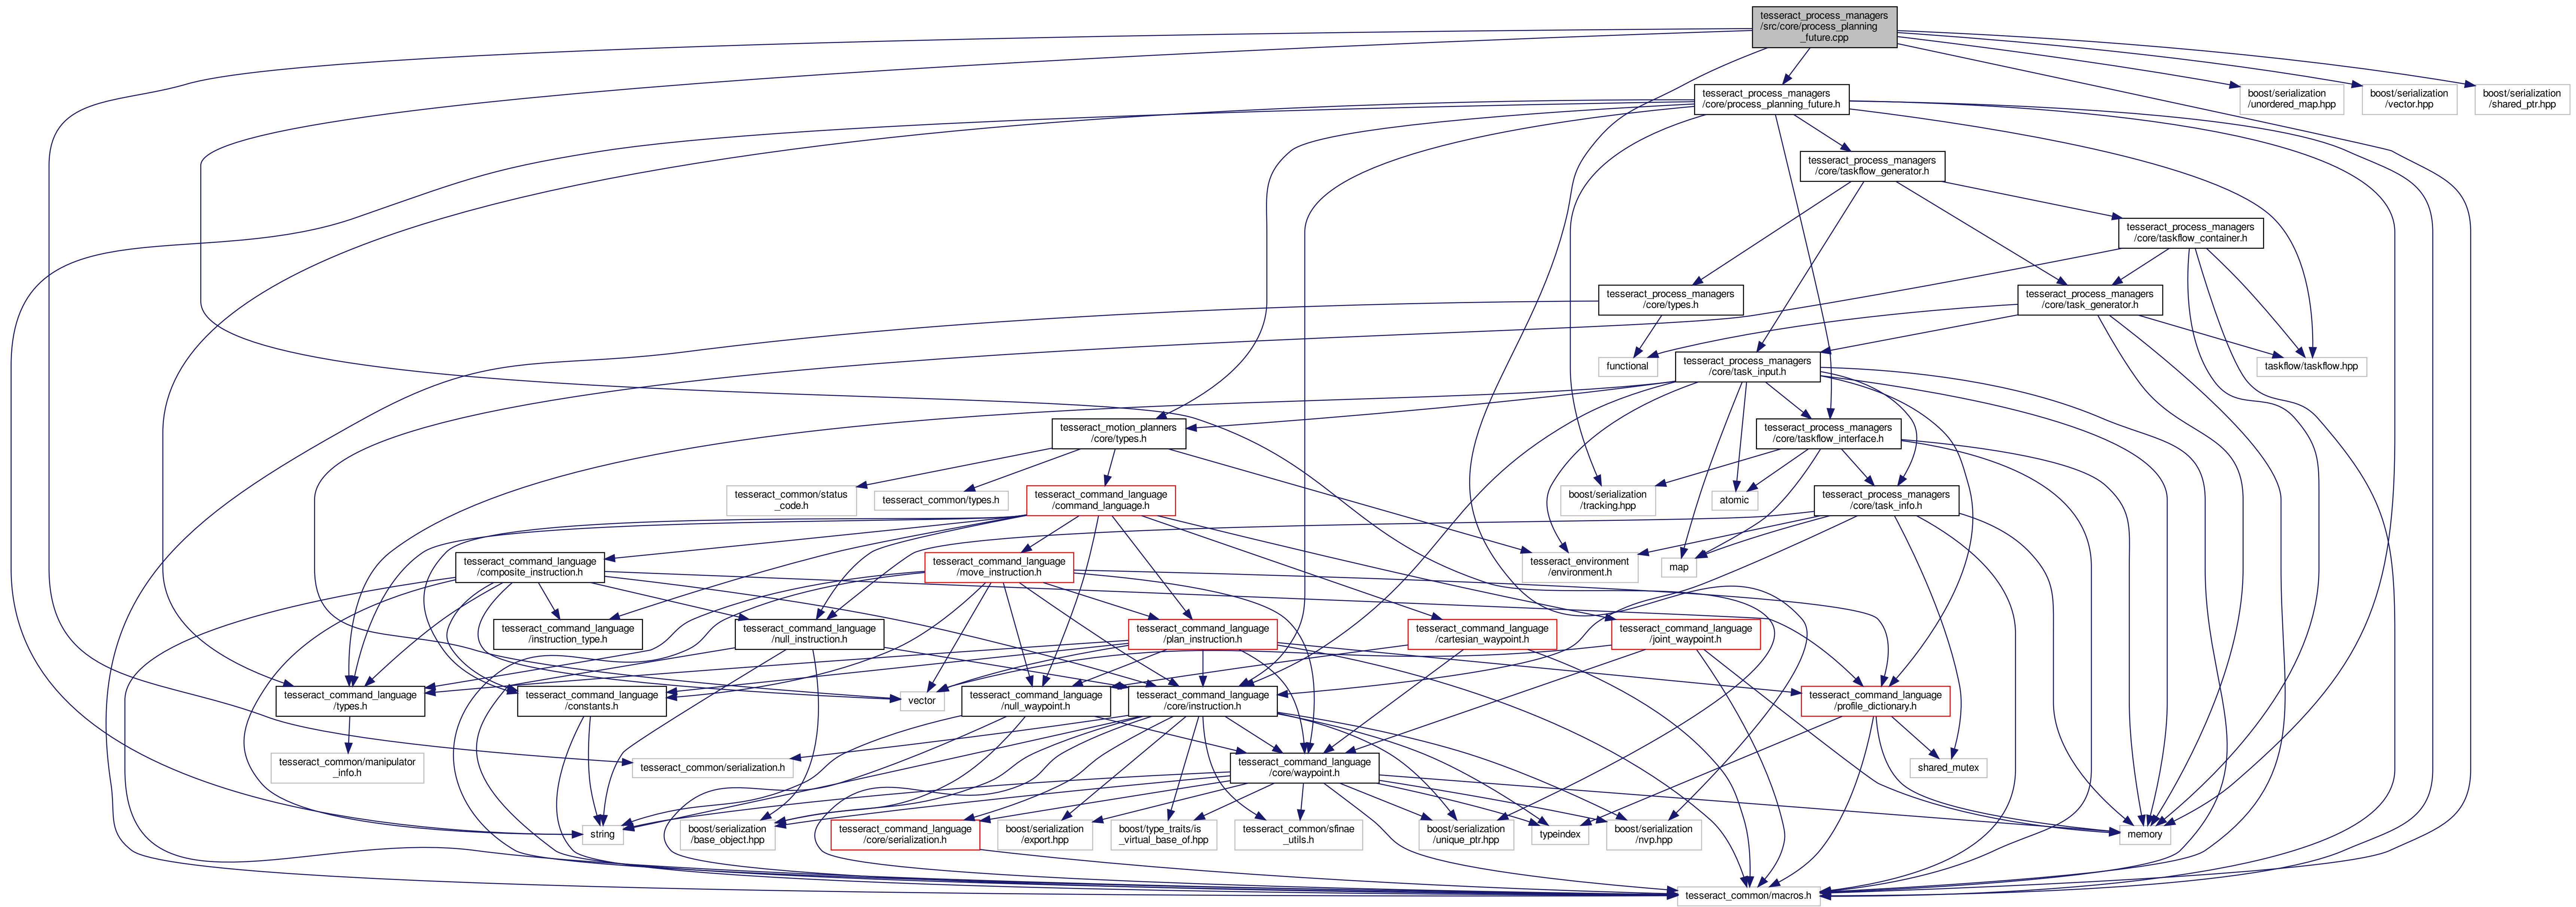 tesseract_process_managers
/src/core/process_planning
_future.cpp
tesseract_process_managers
/core/process_planning_future.h
boost/serialization
/unordered_map.hpp
boost/serialization
/vector.hpp
boost/serialization
/shared_ptr.hpp
tesseract_process_managers
/core/taskflow_generator.h
tesseract_process_managers
/core/taskflow_container.h
tesseract_process_managers
/core/types.h
tesseract_process_managers
/core/task_generator.h
functional
tesseract_process_managers
/core/task_input.h
taskflow/taskflow.hpp
tesseract_motion_planners
/core/types.h
tesseract_process_managers
/core/taskflow_interface.h
tesseract_common/status
_code.h
tesseract_common/types.h
tesseract_command_language
/command_language.h
boost/serialization
/tracking.hpp
atomic
tesseract_process_managers
/core/task_info.h
tesseract_command_language
/composite_instruction.h
tesseract_command_language
/move_instruction.h
tesseract_environment
/environment.h
map
tesseract_command_language
/instruction_type.h
tesseract_command_language
/null_instruction.h
tesseract_command_language
/plan_instruction.h
tesseract_command_language
/cartesian_waypoint.h
tesseract_command_language
/joint_waypoint.h
tesseract_command_language
/types.h
tesseract_command_language
/constants.h
vector
tesseract_command_language
/null_waypoint.h
tesseract_command_language
/core/instruction.h
tesseract_command_language
/profile_dictionary.h
tesseract_common/manipulator
_info.h
tesseract_common/serialization.h
tesseract_command_language
/core/waypoint.h
shared_mutex
string
boost/serialization
/base_object.hpp
tesseract_command_language
/core/serialization.h
boost/serialization
/export.hpp
boost/type_traits/is
_virtual_base_of.hpp
tesseract_common/sfinae
_utils.h
boost/serialization
/unique_ptr.hpp
typeindex
boost/serialization
/nvp.hpp
memory
tesseract_common/macros.h